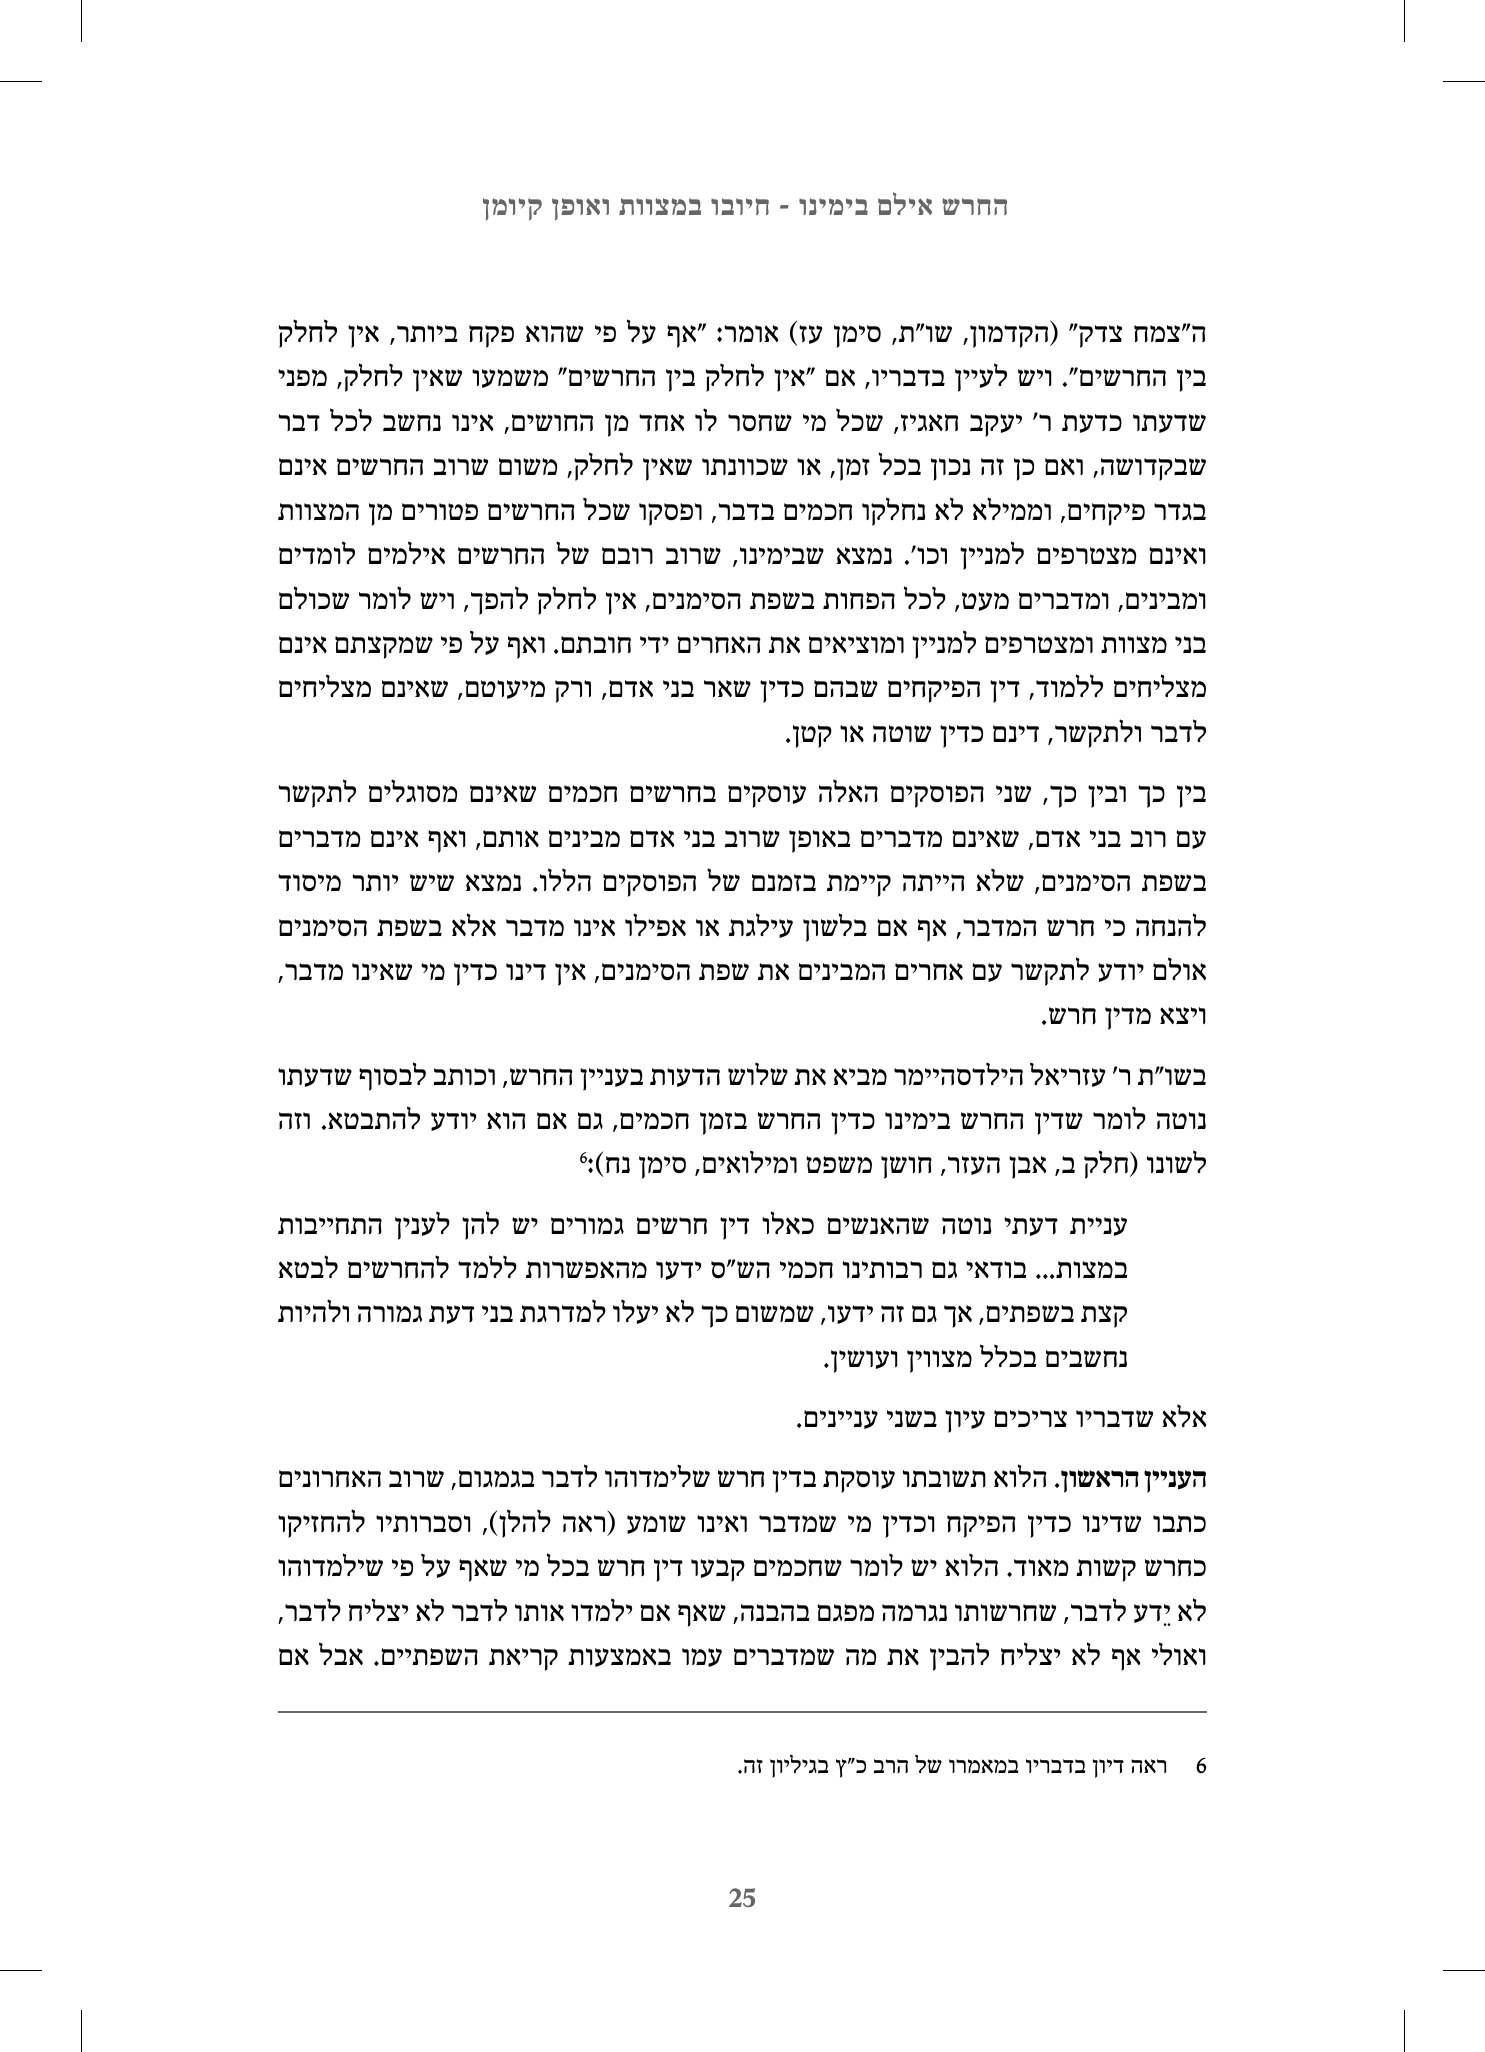 החרש אילם בימינו - חיובו במצוות ואופן קיומן
ה"צמח צדק" (הקדמון, שו"ת, סימן עז) אומר: "אף על פי שהוא פקח ביותר, אין לחלק
בין החרשים". ויש לעיין בדבריו, אם "אין לחלק בין החרשים" משמעו שאין לחלק, מפני
שדעתו כדעת ר' יעקב חאגיז, שכל מי שחסר לו אחד מן החושים, אינו נחשב לכל דבר
שבקדושה, ואם כן זה נכון בכל זמן, או שכוונתו שאין לחלק, משום שרוב החרשים אינם
בגדר פיקחים, וממילא לא נחלקו חכמים בדבר, ופסקו שכל החרשים פטורים מן המצוות
ואינם מצטרפים למניין וכו'. נמצא שבימינו, שרוב רובם של החרשים אילמים לומדים
ומבינים, ומדברים מעט, לכל הפחות בשפת הסימנים, אין לחלק להפך, ויש לומר שכולם
בני מצוות ומצטרפים למניין ומוציאים את האחרים ידי חובתם. ואף על פי שמקצתם אינם
מצליחים ללמוד, דין הפיקחים שבהם כדין שאר בני אדם, ורק מיעוטם, שאינם מצליחים
לדבר ולתקשר, דינם כדין שוטה או קטן.
בין כך ובין כך, שני הפוסקים האלה עוסקים בחרשים חכמים שאינם מסוגלים לתקשר
עם רוב בני אדם, שאינם מדברים באופן שרוב בני אדם מבינים אותם, ואף אינם מדברים
בשפת הסימנים, שלא הייתה קיימת בזמנם של הפוסקים הללו. נמצא שיש יותר מיסוד
להנחה כי חרש המדבר, אף אם בלשון עילגת או אפילו אינו מדבר אלא בשפת הסימנים
אולם יודע לתקשר עם אחרים המבינים את שפת הסימנים, אין דינו כדין מי שאינו מדבר,
ויצא מדין חרש.
בשו"ת ר' עזריאל הילדסהיימר מביא את שלוש הדעות בעניין החרש, וכותב לבסוף שדעתו
נוטה לומר שדין החרש בימינו כדין החרש בזמן חכמים, גם אם הוא יודע להתבטא. וזה
לשונו (חלק ב, אבן העזר, חושן משפט ומילואים, סימן נח):6
עניית דעתי נוטה שהאנשים כאלו דין חרשים גמורים יש להן לענין התחייבות
במצות... בודאי גם רבותינו חכמי הש"ס ידעו מהאפשרות ללמד להחרשים לבטא
קצת בשפתים, אך גם זה ידעו, שמשום כך לא יעלו למדרגת בני דעת גמורה ולהיות
נחשבים בכלל מצווין ועושין.
אלא שדבריו צריכים עיון בשני עניינים.
העניין הראשון. הלוא תשובתו עוסקת בדין חרש שלימדוהו לדבר בגמגום, שרוב האחרונים
כתבו שדינו כדין הפיקח וכדין מי שמדבר ואינו שומע (ראה להלן), וסברותיו להחזיקו
כחרש קשות מאוד. הלוא יש לומר שחכמים קבעו דין חרש בכל מי שאף על פי שילמדוהו
לא יֵדע לדבר, שחרשותו נגרמה מפגם בהבנה, שאף אם ילמדו אותו לדבר לא יצליח לדבר,
ואולי אף לא יצליח להבין את מה שמדברים עמו באמצעות קריאת השפתיים. אבל אם
6 ראה דיון בדבריו במאמרו של הרב כ"ץ בגיליון זה.
25